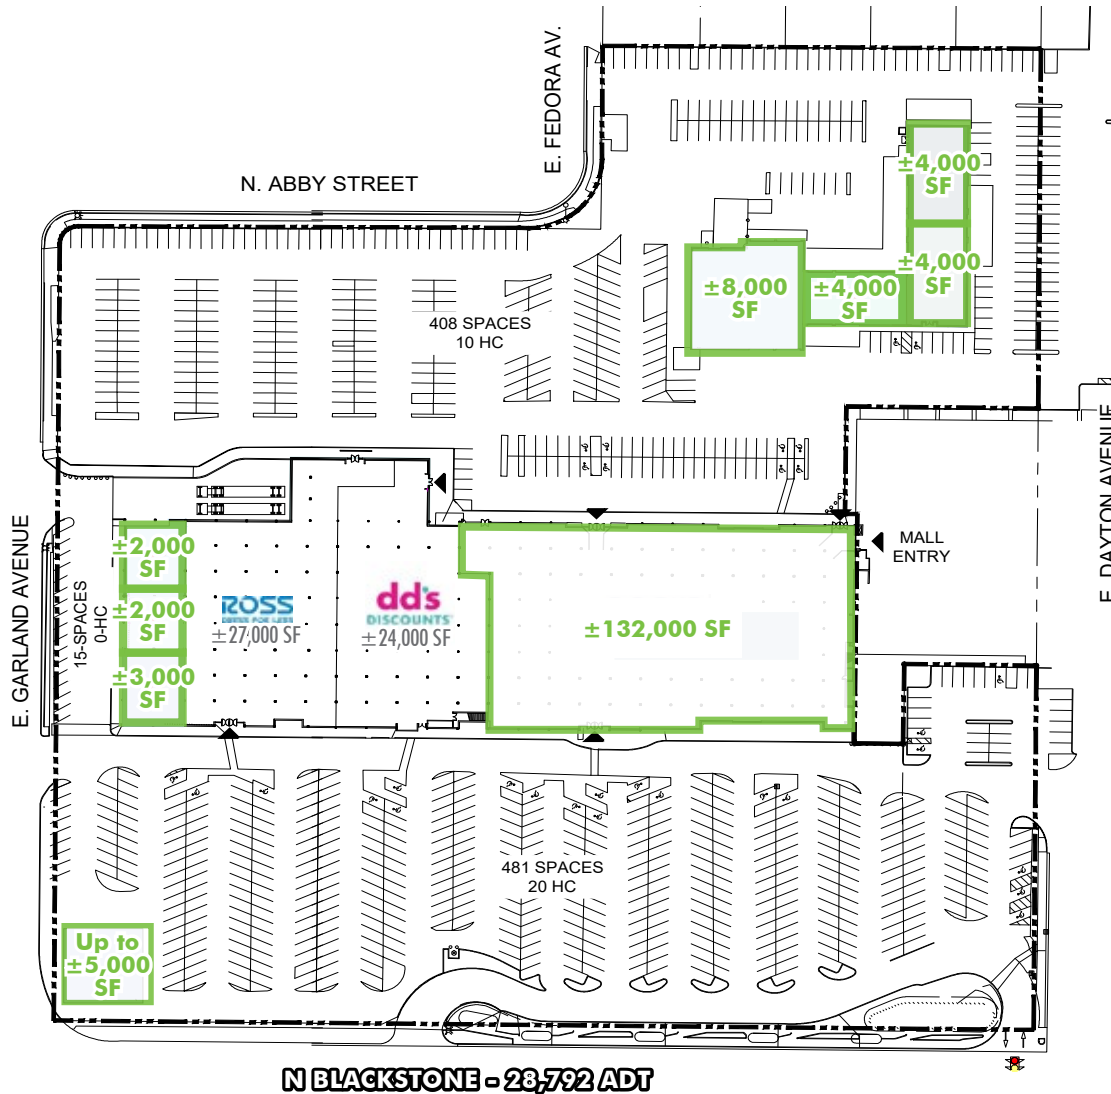 E. FEDORA AV.
N. ABBY STREET
±4,000
SF
±4,000
SF
±8,000
SF
±4,000
SF
408 SPACES
10 HC
E. DAYTON AVENUE
E. GARLAND AVENUE
15-SPACES
0-HC
±2,000
SF
±2,000
SF
±3,000
SF
ROSS
DRESS FOR LESS
±27,000 SF
dd's
DISCOUNTS
±24,000 SF
±132,000 SF
MALL
ENTRY
481 SPACES
20 HC
Up to
±5,000
SF
N BLACKSTONE - 28,792 ADT